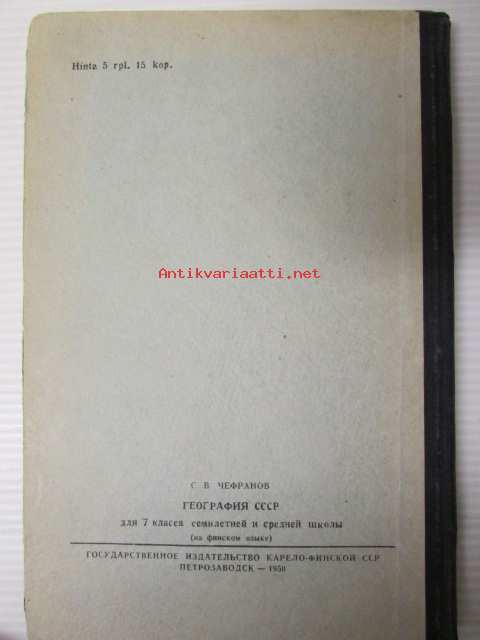 Hinta 5 rpl. 15 kop.
Antikvariaatti.net
С. В. ЧЕФРАНОВ
ГЕОГРАФИЯ СССР
для 7 класса семилетней и средней школы
(на финском языке)
ГОСУДАРСТВЕННОЕ ИЗДАТЕЛЬСТВО КАРЕЛО-ФИНСКОЙ ССР
ПЕТРОЗАВОДСК — 1950